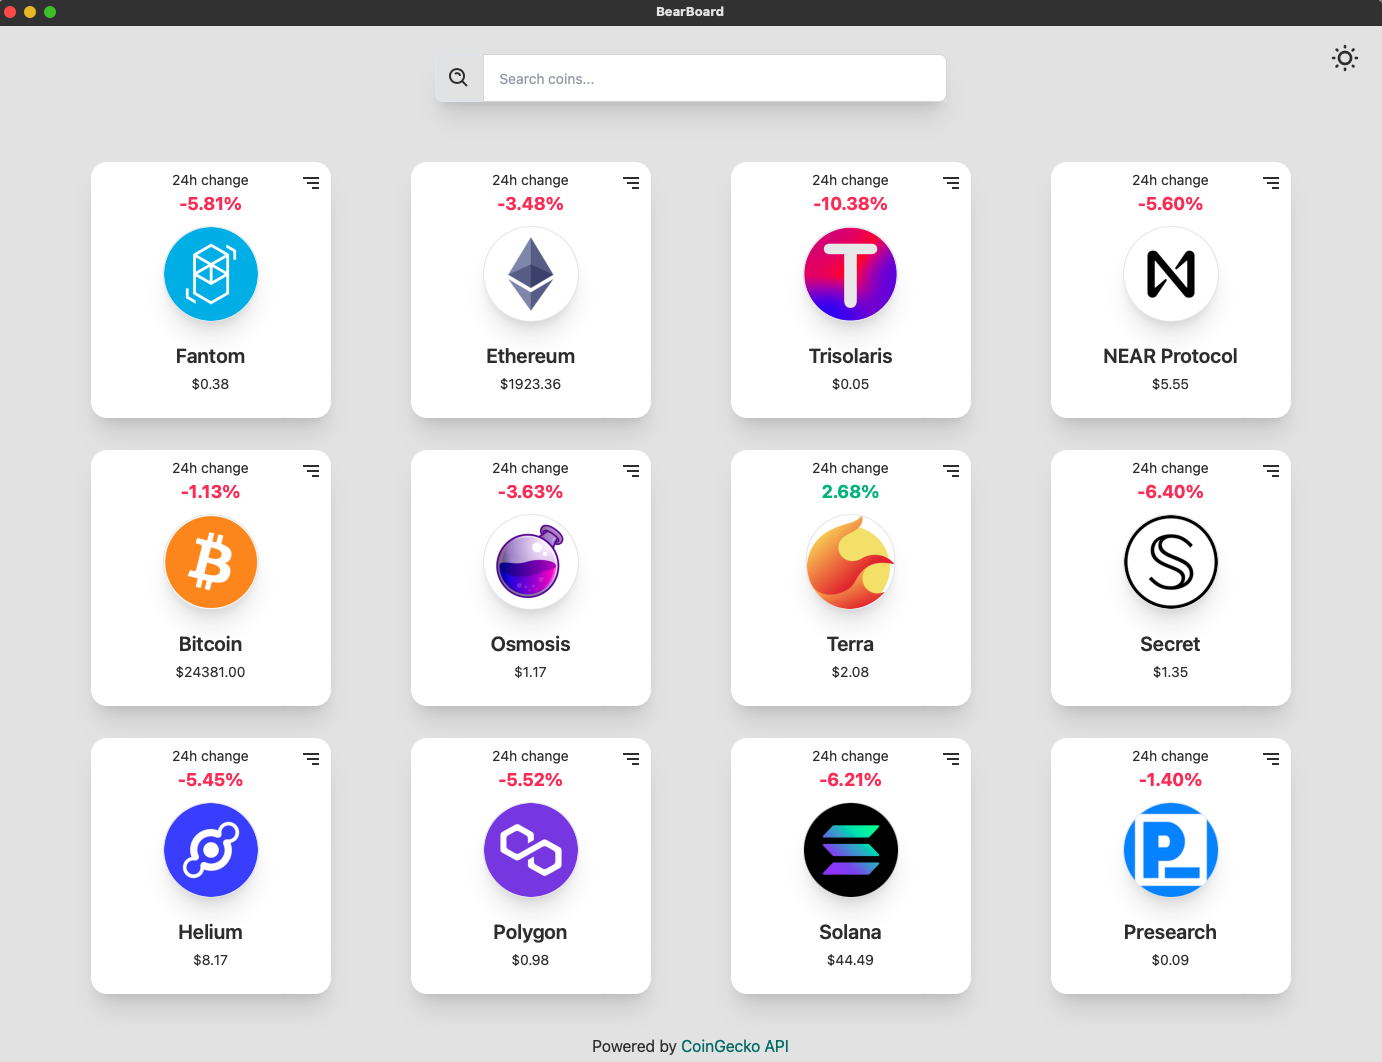 BearBoard
Search coins...
24h change
-5.81%
Fantom
$0.38
24h change
-3.48%
Ethereum
$1923.36
24h change
-10.38%
Trisolaris
$0.05
24h change
-5.60%
NEAR Protocol
$5.55
24h change
-1.13%
Bitcoin
$24381.00
24h change
-3.63%
Osmosis
$1.17
24h change
2.68%
Terra
$2.08
24h change
-6.40%
Secret
$1.35
24h change
-5.45%
Helium
$8.17
24h change
-5.52%
Polygon
$0.98
24h change
-6.21%
Solana
$44.49
24h change
-1.40%
Presearch
$0.09
Powered by CoinGecko API